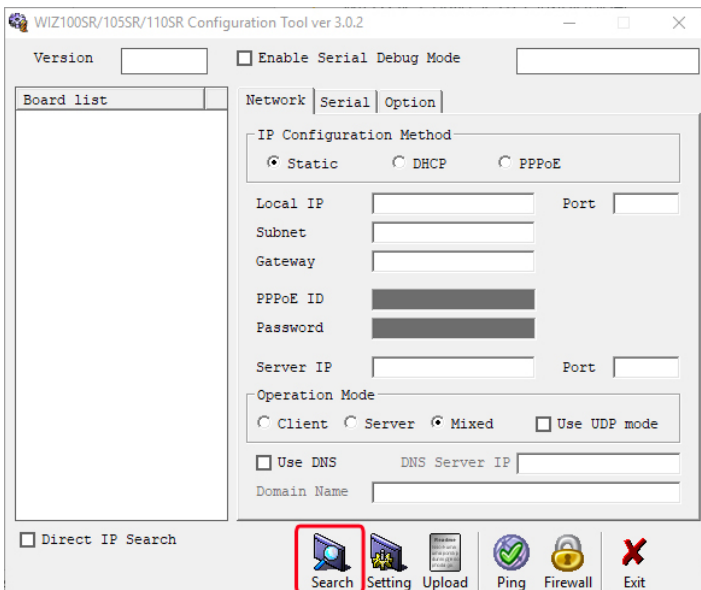 WIZ100SR/105SR/110SR Configuration Tool ver 3.0.2
Version
Enable Serial Debug Mode
Board list
Network Serial Option
IP Configuration Method
Static DHCP PPPoE
Local IP Port
Subnet
Gateway
PPPoE ID
Password
Server IP Port
Operation Mode
Client Server Mixed Use UDP mode
Use DNS DNS Server IP
Domain Name
Direct IP Search
Search Setting Upload Ping Firewall Exit